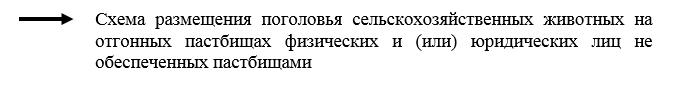 Схема размещения поголовья сельскохозяйственных животных на
отгонных пастбищах физических и (или) юридических лиц не
обеспеченных пастбищами